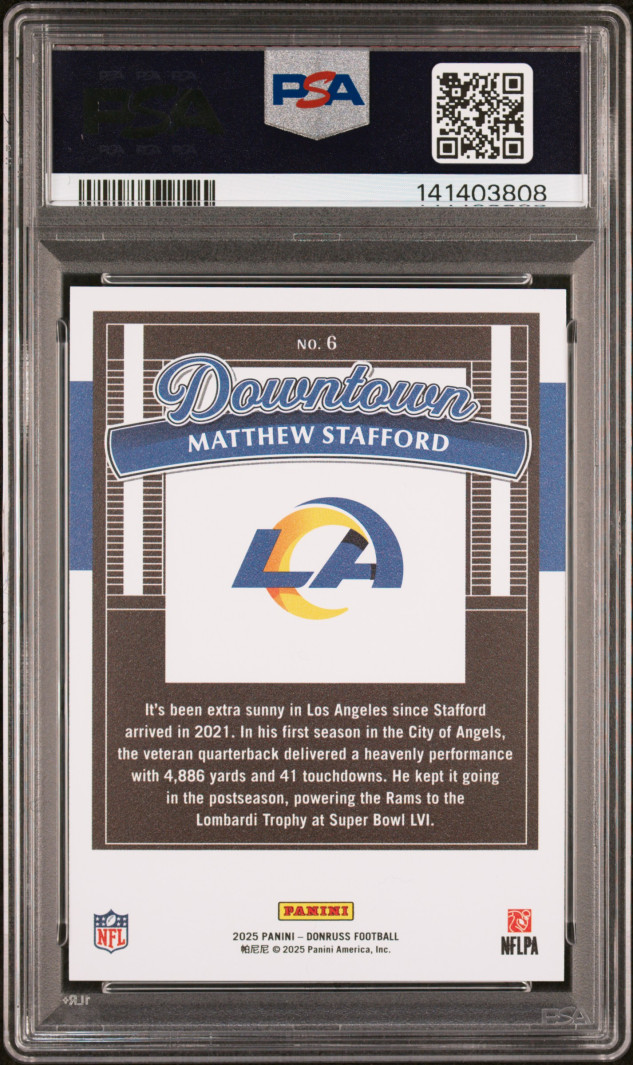 PSA
PSA
141403808
NO. 6
Downtown
MATTHEW STAFFORD
LA
It's been extra sunny in Los Angeles since Stafford
arrived in 2021. In his first season in the City of Angels,
the veteran quarterback delivered a heavenly performance
with 4,886 yards and 41 touchdowns. He kept it going
in the postseason, powering the Rams to the
Lombardi Trophy at Super Bowl LVI.
PANINI
NFL
2025 PANINI – DONRUSS FOOTBALL
帕尼尼 © 2025 Panini America, Inc.
NFLPA
PSA